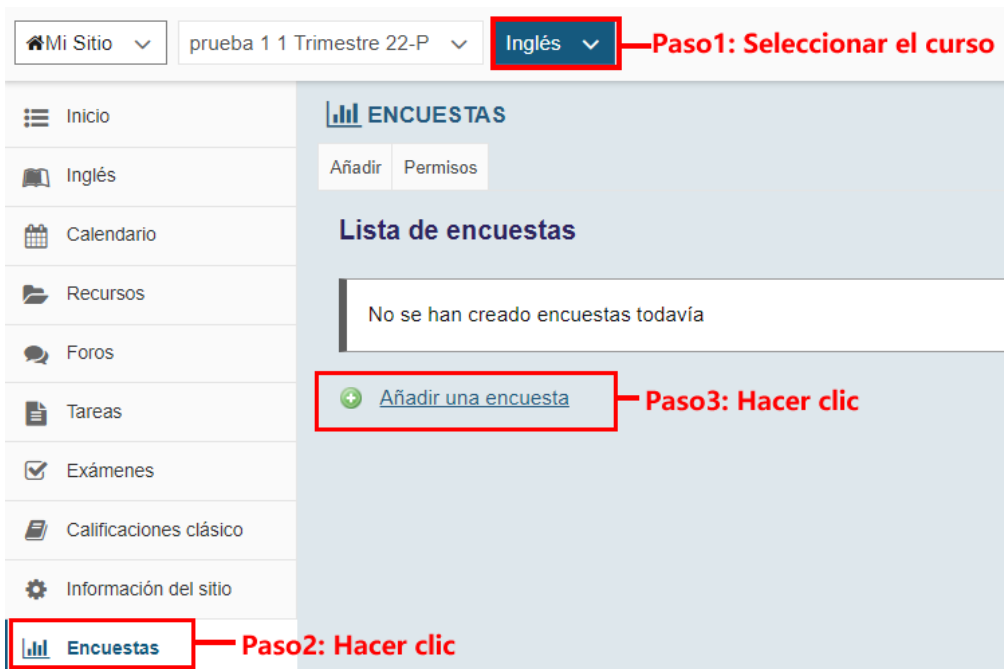 Mi Sitio
prueba 1 1 Trimestre 22-P
Inglés
Paso1: Seleccionar el curso
Inicio
Inglés
Calendario
Recursos
Foros
Tareas
Exámenes
Calificaciones clásico
Información del sitio
Encuestas
Paso2: Hacer clic
ENCUESTAS
Añadir
Permisos
Lista de encuestas
No se han creado encuestas todavía
Añadir una encuesta
Paso3: Hacer clic